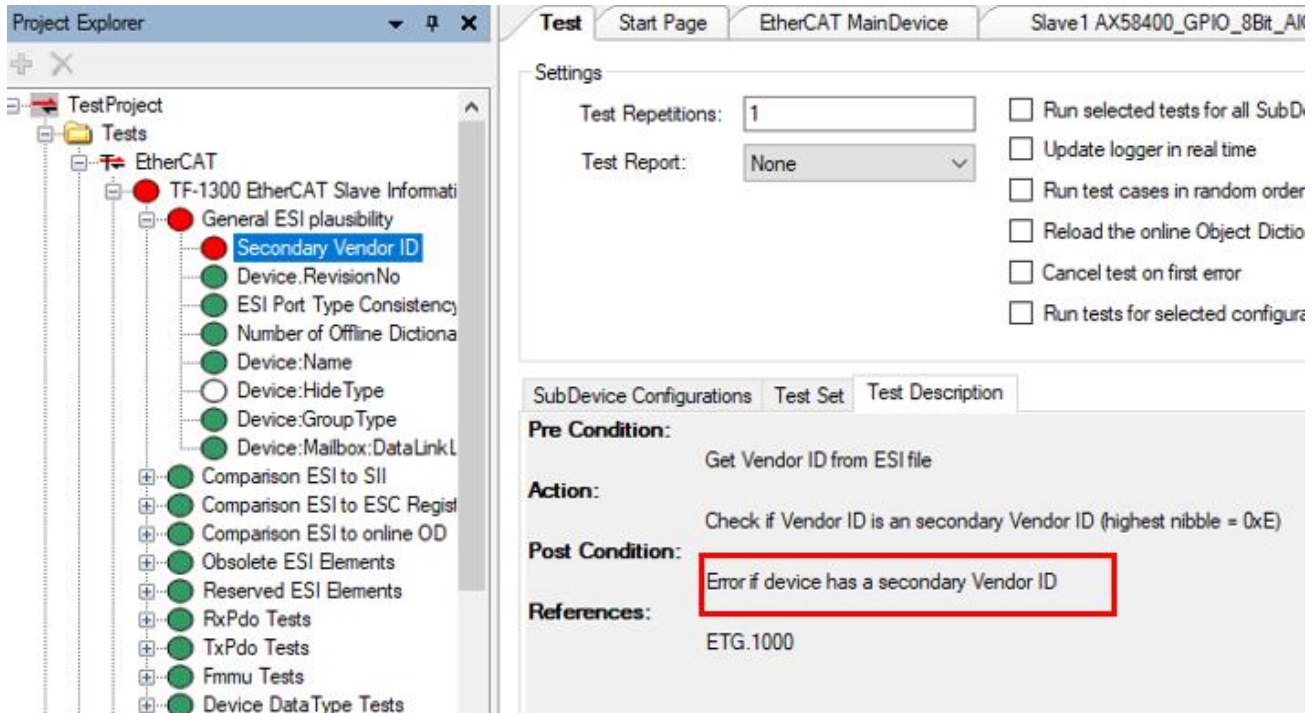 Project Explorer
TestProject
Tests
EtherCAT
TF-1300 EtherCAT Slave Informati
General ESI plausibility
Secondary Vendor ID
Device.RevisionNo
ESI Port Type Consistency
Number of Offline Dictiona
Device:Name
Device:HideType
Device:GroupType
Device:Mailbox:DataLinkL
Comparison ESI to SII
Comparison ESI to ESC Regist
Comparison ESI to online OD
Obsolete ESI Elements
Reserved ESI Elements
RxPdo Tests
TxPdo Tests
Fmmu Tests
Device DataType Tests
Test Start Page EtherCAT MainDevice Slave1 AX58400_GPIO_8Bit_AI
Settings
Test Repetitions: 1
Test Report: None
Run selected tests for all SubD
Update logger in real time
Run test cases in random order
Reload the online Object Dictio
Cancel test on first error
Run tests for selected configura
SubDevice Configurations Test Set Test Description
Pre Condition:
Get Vendor ID from ESI file
Action:
Check if Vendor ID is an secondary Vendor ID (highest nibble = 0xE)
Post Condition:
Error if device has a secondary Vendor ID
References:
ETG.1000